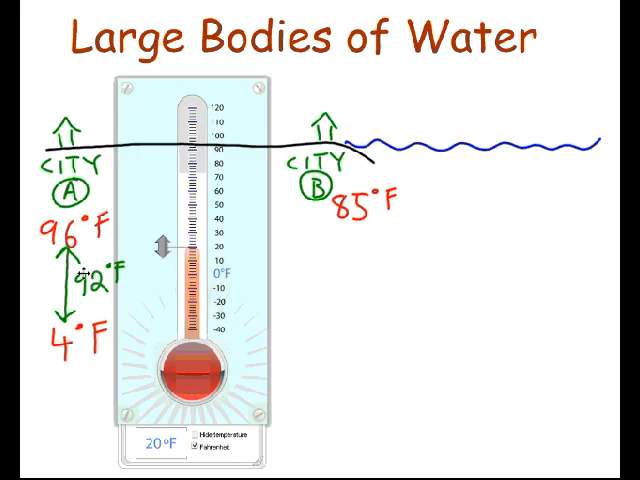 Large Bodies of Water
CITY
A
96°F
92°F
4°F
CITY
B
85°F
120
110
100
90
80
70
60
50
40
30
20
10
0°F
-10
-20
-30
-40
20 °F
Hide temperature
Fahrenheit